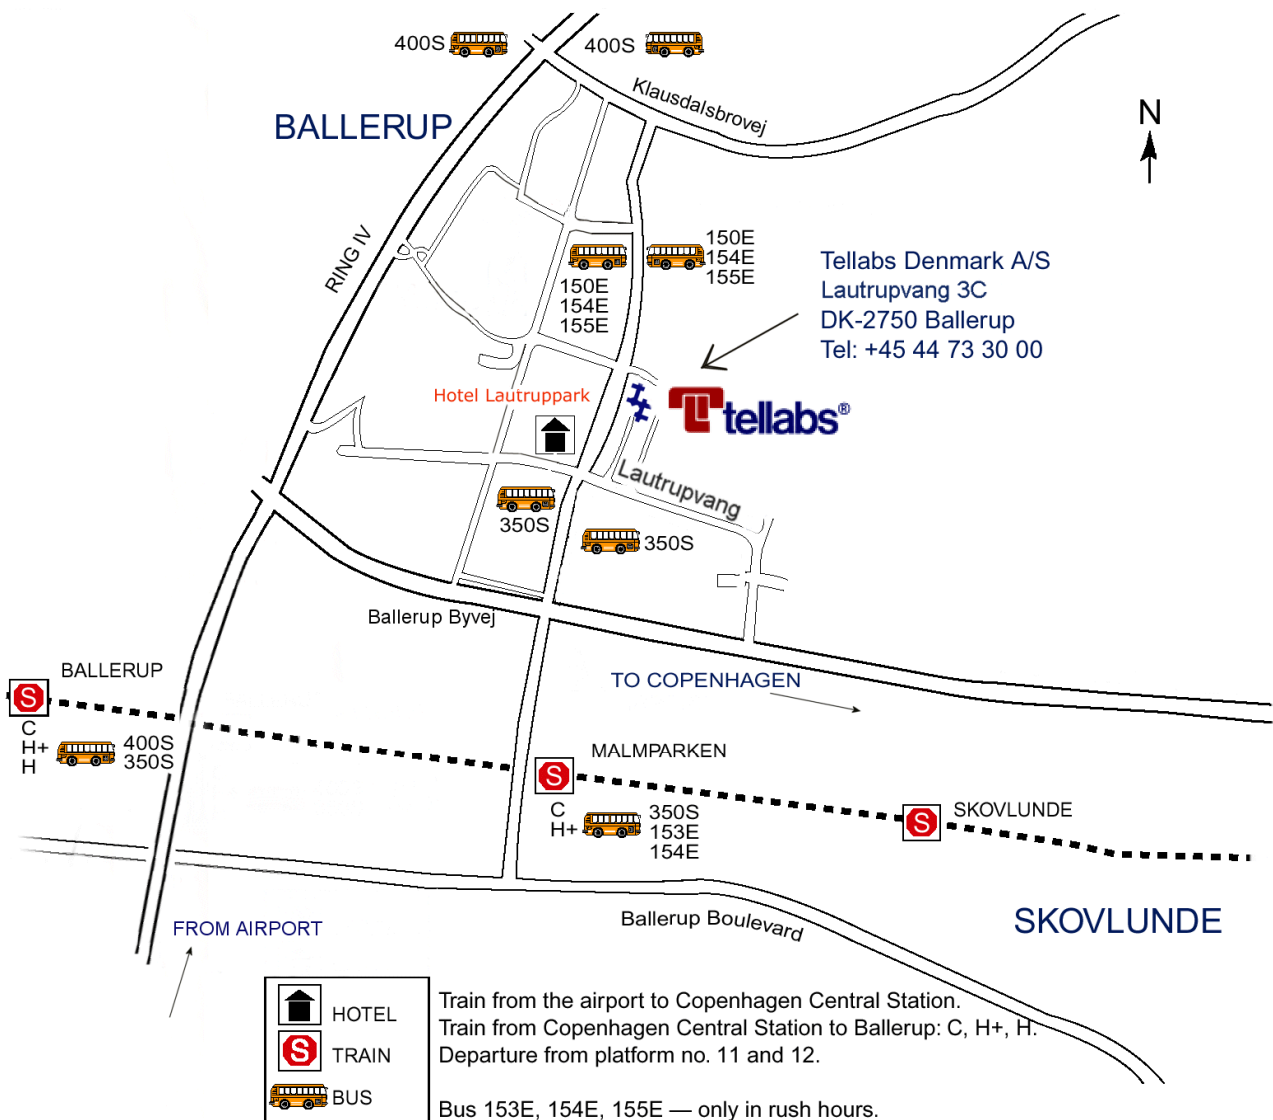 400S
400S
Klausdalsbrovej
BALLERUP
N
RING IV
150E
154E
155E
150E
154E
155E
Tellabs Denmark A/S
Lautrupvang 3C
DK-2750 Ballerup
Tel: +45 44 73 30 00
Hotel Lautruppark
tellabs®
Lautrupvang
350S
350S
Ballerup Byvej
BALLERUP
S
C
H+
H
400S
350S
TO COPENHAGEN
MALMPARKEN
S
C
H+
350S
153E
154E
SKOVLUNDE
S
SKOVLUNDE
Ballerup Boulevard
FROM AIRPORT
HOTEL
S TRAIN
BUS
Train from the airport to Copenhagen Central Station.
Train from Copenhagen Central Station to Ballerup: C, H+, H.
Departure from platform no. 11 and 12.
Bus 153E, 154E, 155E — only in rush hours.